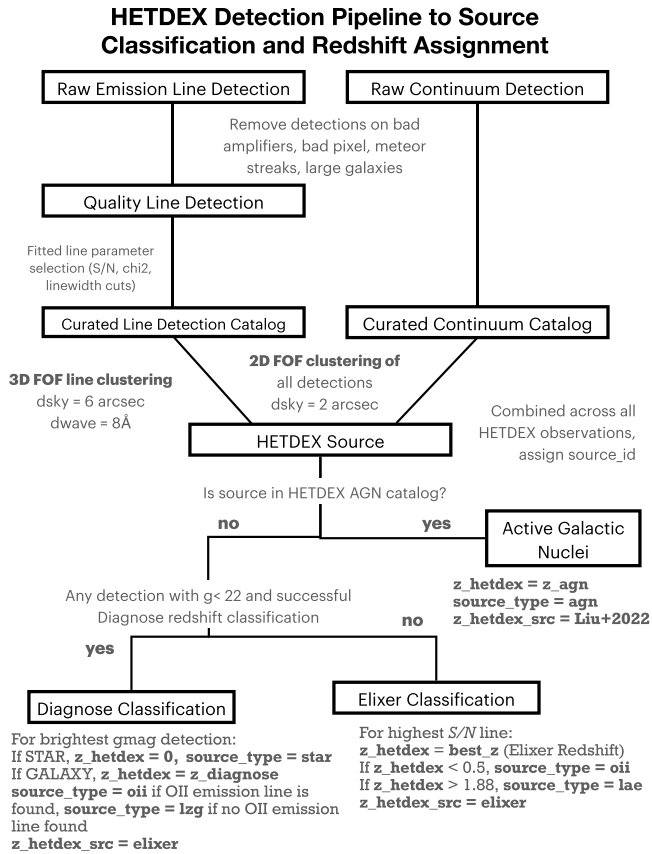 HETDEX Detection Pipeline to Source
Classification and Redshift Assignment
Raw Emission Line Detection
Raw Continuum Detection
Remove detections on bad
amplifiers, bad pixel, meteor
streaks, large galaxies
Quality Line Detection
Fitted line parameter
selection (S/N, chi2,
linewidth cuts)
Curated Line Detection Catalog
Curated Continuum Catalog
3D FOF line clustering
dsky = 6 arcsec
dwave = 8Å
2D FOF clustering of
all detections
dsky = 2 arcsec
Combined across all
HETDEX observations,
assign source_id
HETDEX Source
Is source in HETDEX AGN catalog?
no
yes
Active Galactic
Nuclei
z_hetdex = z_agn
source_type = agn
z_hetdex_src = Liu+2022
Any detection with g< 22 and successful
Diagnose redshift classification
yes
no
Diagnose Classification
For brightest gmag detection:
If STAR, z_hetdex = 0, source_type = star
If GALAXY, z_hetdex = z_diagnose
source_type = oii if OII emission line is
found, source_type = lzg if no OII emission
line found
z_hetdex_src = elixer
Elixer Classification
For highest S/N line:
z_hetdex = best_z (Elixer Redshift)
If z_hetdex < 0.5, source_type = oii
If z_hetdex > 1.88, source_type = lae
z_hetdex_src = elixer